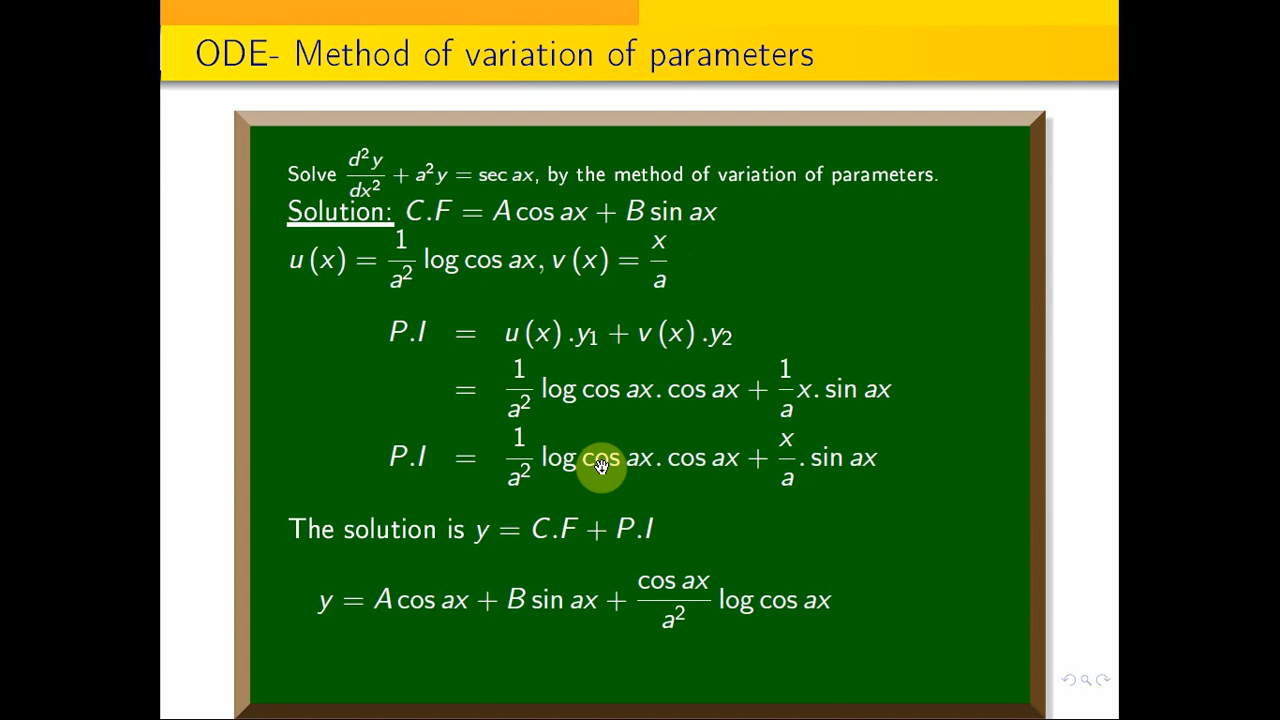 ODE- Method of variation of parameters
Solve d²y/dx² + a²y = sec ax, by the method of variation of parameters.
Solution: C.F = A cos ax + B sin ax
u (x) = 1/a² log cos ax, v (x) = x/a
P.I = u (x) .y₁ + v (x) .y₂
= 1/a² log cos ax. cos ax + 1/a x. sin ax
P.I = 1/a² log cos ax. cos ax + x/a . sin ax
The solution is y = C.F + P.I
y = A cos ax + B sin ax + cos ax/a² log cos ax